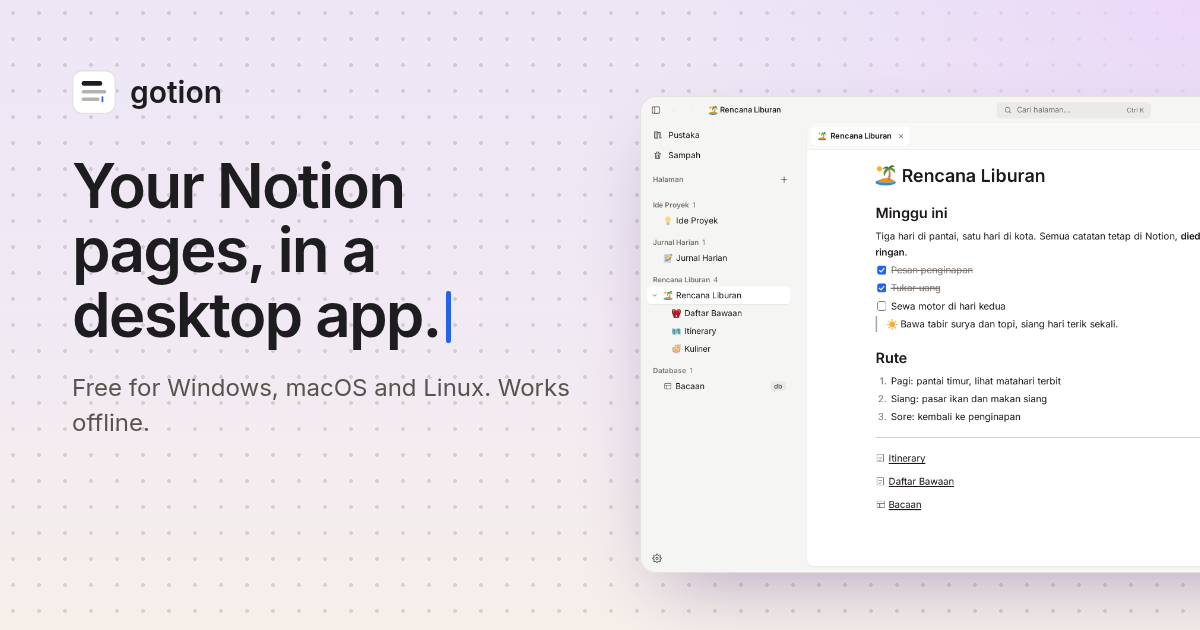 gotion
Your Notion
pages, in a
desktop app.
Free for Windows, macOS and Linux. Works
offline.
Rencana Liburan
Cari halaman...
Ctrl K
Pustaka
Sampah
Halaman
Ide Proyek 1
Ide Proyek
Jurnal Harian 1
Jurnal Harian
Rencana Liburan 4
Rencana Liburan
Daftar Bawaan
Itinerary
Kuliner
Database 1
Bacaan
db
Rencana Liburan
Rencana Liburan
Minggu ini
Tiga hari di pantai, satu hari di kota. Semua catatan tetap di Notion, died
ringan.
Pesan penginapan
Tukar uang
Sewa motor di hari kedua
Bawa tabir surya dan topi, siang hari terik sekali.
Rute
1. Pagi: pantai timur, lihat matahari terbit
2. Siang: pasar ikan dan makan siang
3. Sore: kembali ke penginapan
Itinerary
Daftar Bawaan
Bacaan